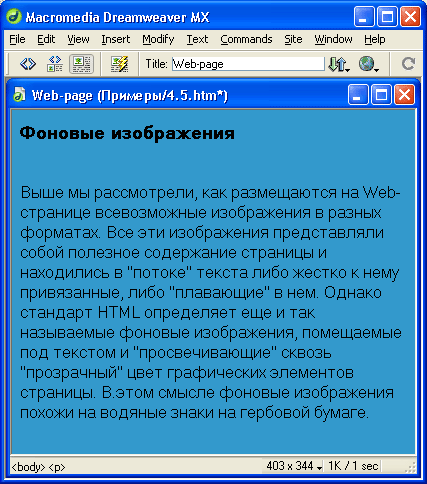 Macromedia Dreamweaver MX
File Edit View Insert Modify Text Commands Site Window Help
Title: Web-page
Web-page (Примеры/4.5.htm*)
Фоновые изображения
Выше мы рассмотрели, как размещаются на Web-
странице всевозможные изображения в разных
форматах. Все эти изображения представляли
собой полезное содержание страницы и
находились в "потоке" текста либо жестко к нему
привязанные, либо "плавающие" в нем. Однако
стандарт HTML определяет еще и так
называемые фоновые изображения, помещаемые
под текстом и "просвечивающие" сквозь
"прозрачный" цвет графических элементов
страницы. В.этом смысле фоновые изображения
похожи на водяные знаки на гербовой бумаге.
<body> <p> 403 x 344 1K / 1 sec